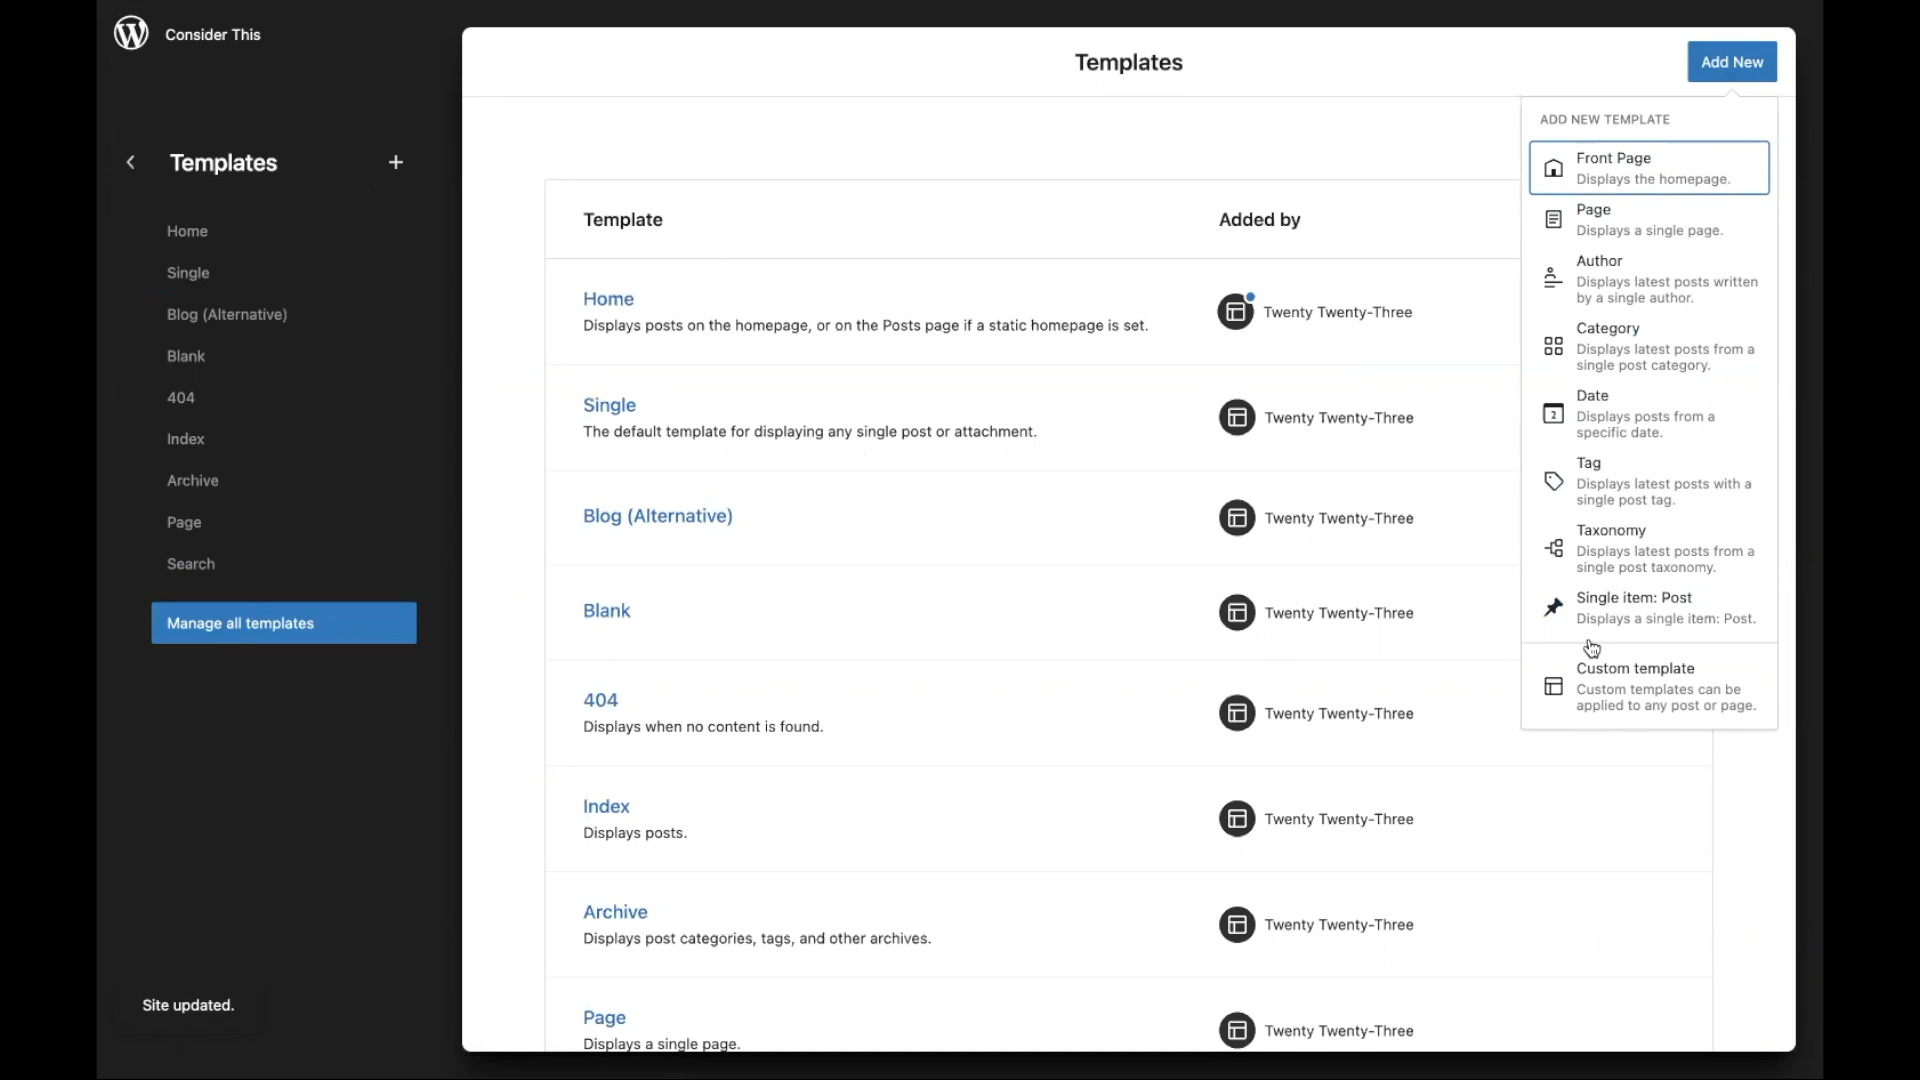 Consider This
Templates
Home
Single
Blog (Alternative)
Blank
404
Index
Archive
Page
Search
Manage all templates
Site updated.
Templates
Add New
Template
Added by
Home
Displays posts on the homepage, or on the Posts page if a static homepage is set.
Twenty Twenty-Three
Single
The default template for displaying any single post or attachment.
Twenty Twenty-Three
Blog (Alternative)
Twenty Twenty-Three
Blank
Twenty Twenty-Three
404
Displays when no content is found.
Twenty Twenty-Three
Index
Displays posts.
Twenty Twenty-Three
Archive
Displays post categories, tags, and other archives.
Twenty Twenty-Three
Page
Displays a single page.
Twenty Twenty-Three
ADD NEW TEMPLATE
Front Page
Displays the homepage.
Page
Displays a single page.
Author
Displays latest posts written
by a single author.
Category
Displays latest posts from a
single post category.
Date
2
Displays posts from a
specific date.
Tag
Displays latest posts with a
single post tag.
Taxonomy
Displays latest posts from a
single post taxonomy.
Single item: Post
Displays a single item: Post.
Custom template
Custom templates can be
applied to any post or page.